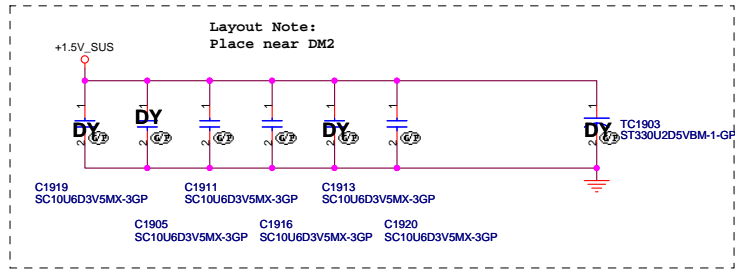 Layout Note:
Place near DM2
+1.5V_SUS
1 1 1 1 1 1 1
DY DY DY DY
G/P G/P G/P G/P G/P G/P G/P
2 2 2 2 2 2 2
TC1903
ST330U2D5VBM-1-GP
C1919
SC10U6D3V5MX-3GP
C1911
SC10U6D3V5MX-3GP
C1913
SC10U6D3V5MX-3GP
C1905
SC10U6D3V5MX-3GP
C1916
SC10U6D3V5MX-3GP
C1920
SC10U6D3V5MX-3GP